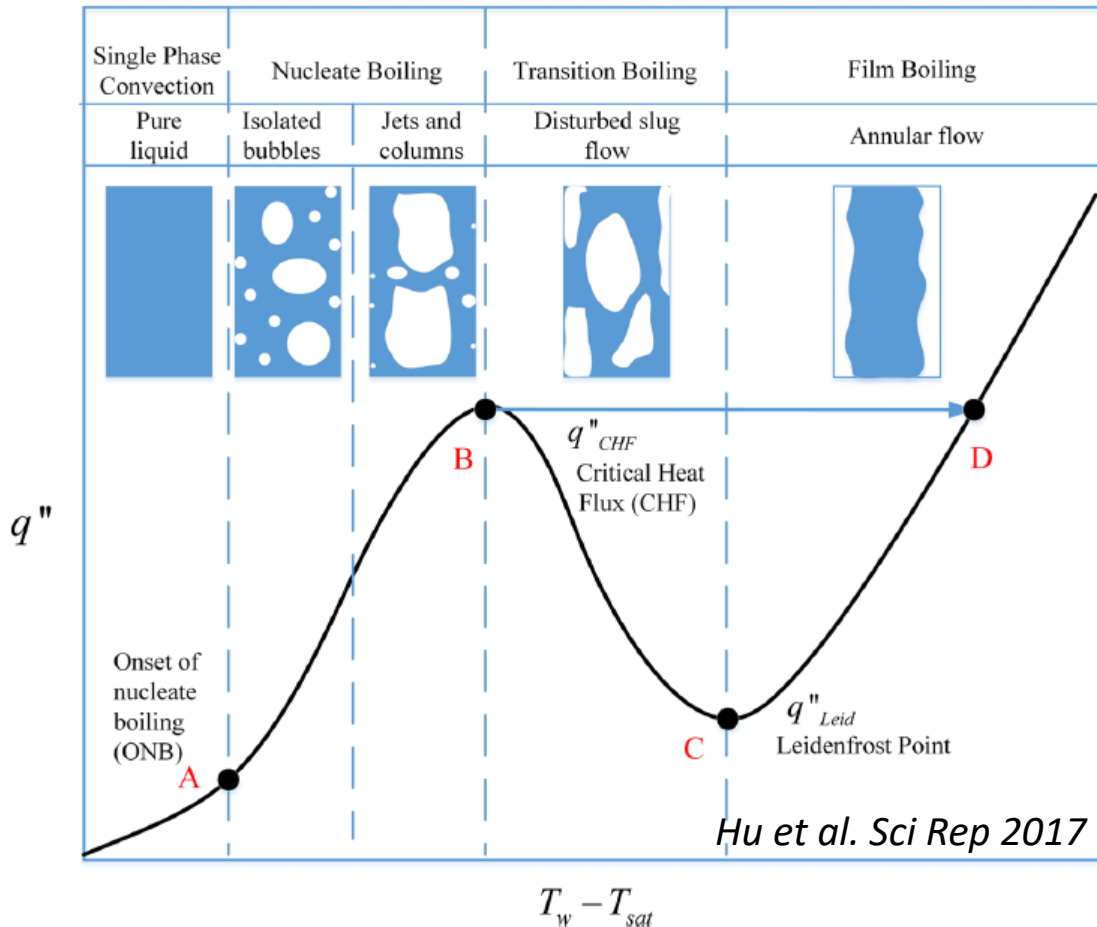 Single Phase
Convection
Nucleate Boiling
Transition Boiling
Film Boiling
Pure
liquid
Isolated
bubbles
Jets and
columns
Disturbed slug
flow
Annular flow
q"
B
q"CHF
Critical Heat
Flux (CHF)
D
Onset of
nucleate
boiling
(ONB)
A
C
q"Leid
Leidenfrost Point
Hu et al. Sci Rep 2017
Tw − Tsat